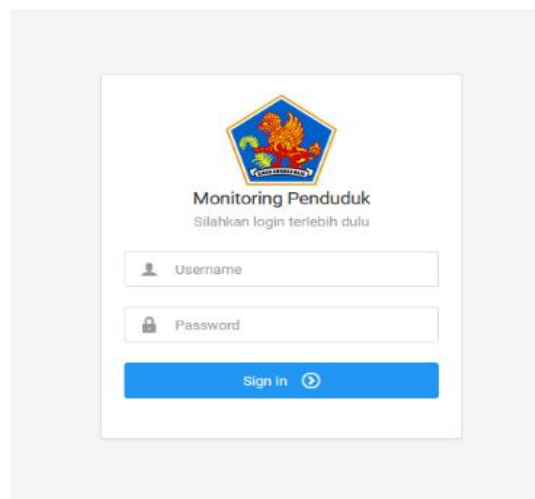 Monitoring Penduduk
Silahkan login terlebih dulu
Username
Password
Sign in